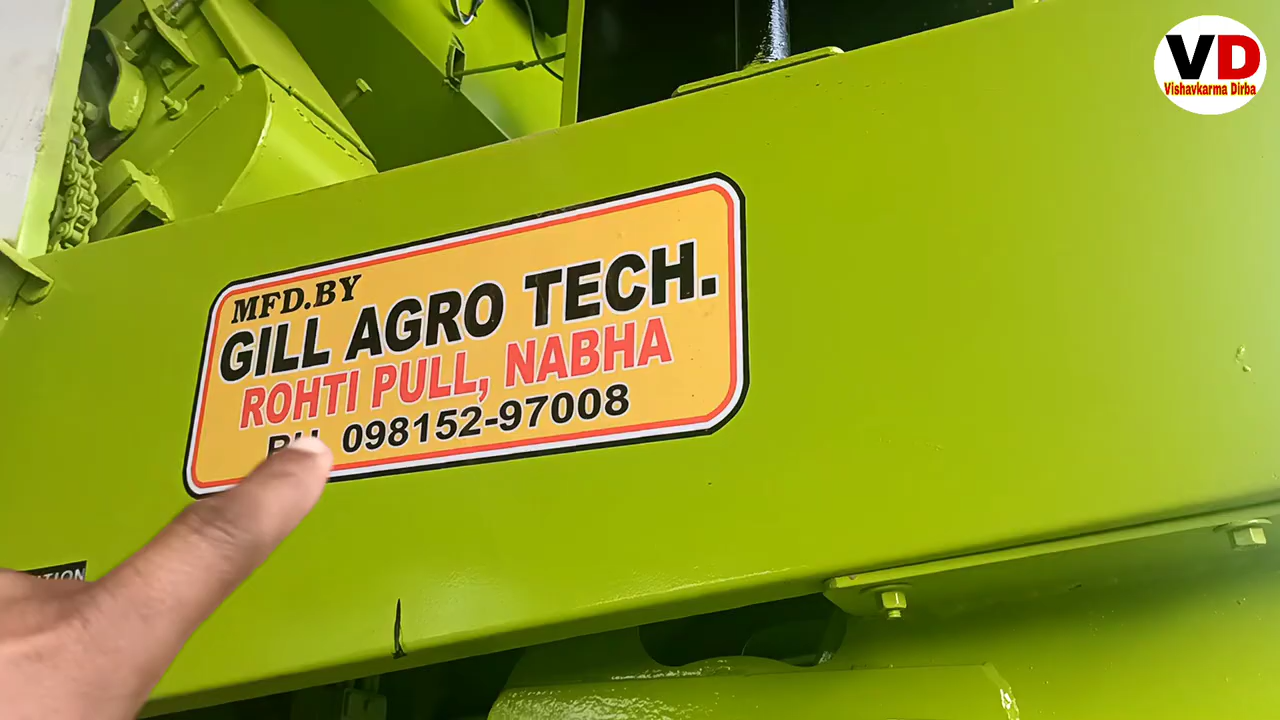 VD
Vishavkarma Dirba
MFD.BY
GILL AGRO TECH.
ROHTI PULL, NABHA
098152-97008